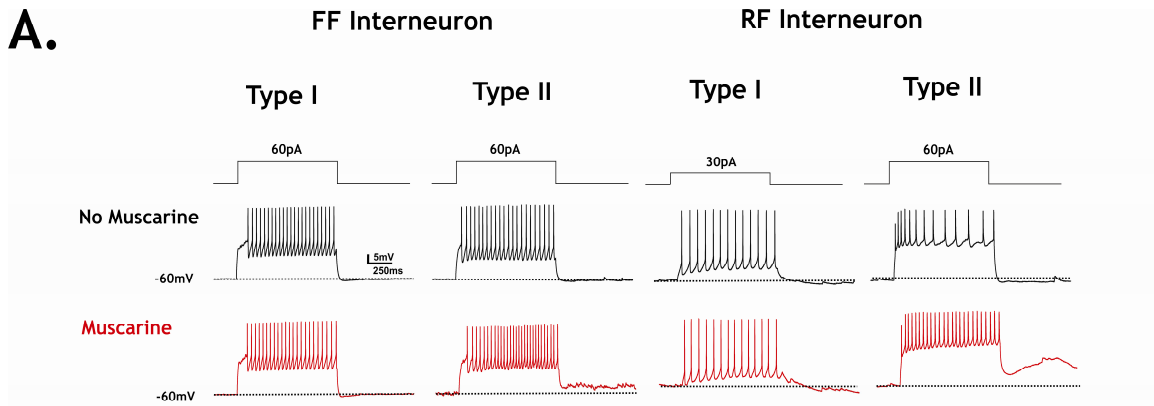 A.
FF Interneuron
RF Interneuron
Type I
Type II
Type I
Type II
60pA
60pA
30pA
60pA
No Muscarine
5mV
250ms
-60mV
Muscarine
-60mV